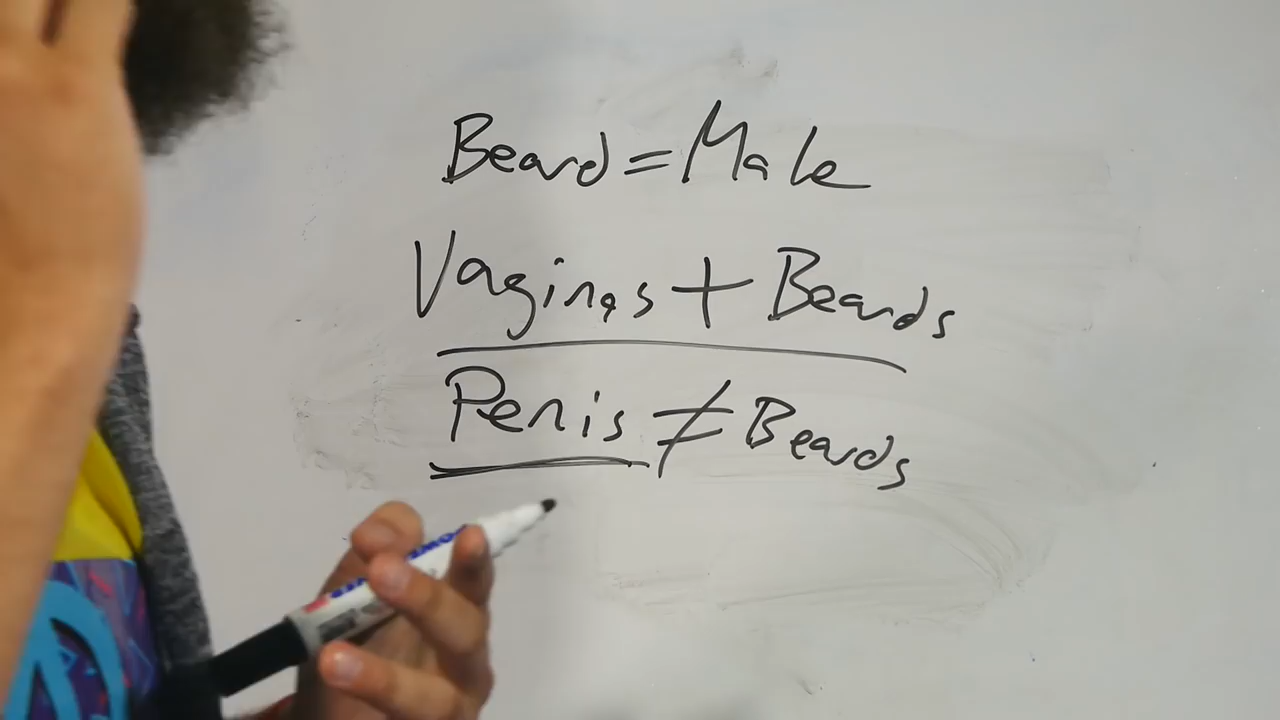 Beard = Male
Vaginas + Beards
Penis ≠ Beards